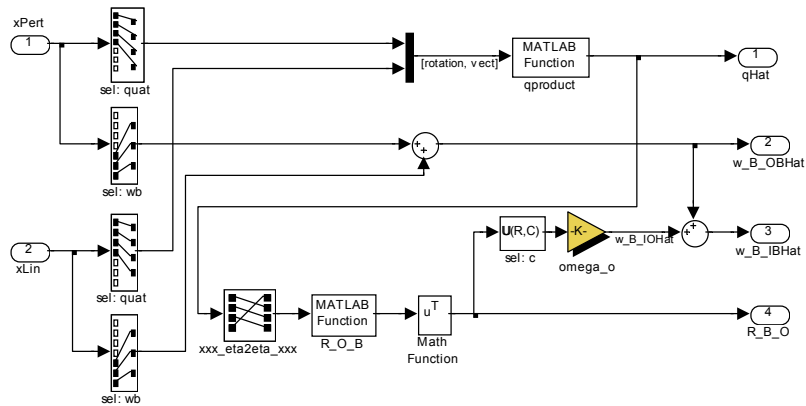 xPert
1
sel: quat
[rotation, vect]
MATLAB
Function
qproduct
1
qHat
sel: wb
+
+
2
w_B_OBHat
2
xLin
sel: quat
U(R,C)
sel: c
-K-
omega_o
w_B_IOHat
+
+
3
w_B_IBHat
xxx_eta2eta_xxx
MATLAB
Function
R_O_B
uT
Math
Function
4
R_B_O
sel: wb